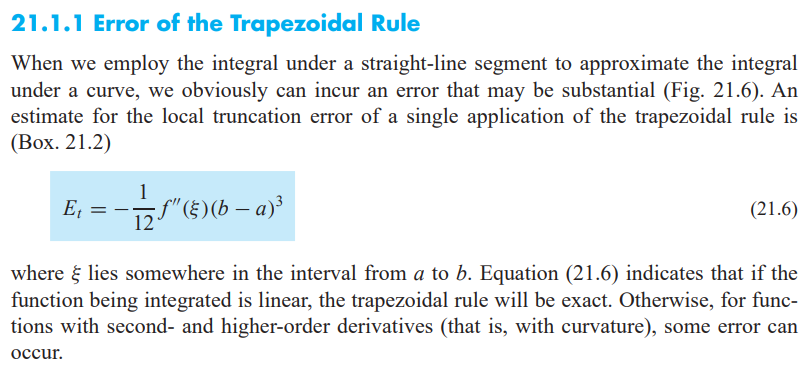 21.1.1 Error of the Trapezoidal Rule
When we employ the integral under a straight-line segment to approximate the integral
under a curve, we obviously can incur an error that may be substantial (Fig. 21.6). An
estimate for the local truncation error of a single application of the trapezoidal rule is
(Box. 21.2)
E_t = −\frac{1}{12} f″(ξ)(b − a)³ (21.6)
where ξ lies somewhere in the interval from a to b. Equation (21.6) indicates that if the
function being integrated is linear, the trapezoidal rule will be exact. Otherwise, for func-
tions with second- and higher-order derivatives (that is, with curvature), some error can
occur.